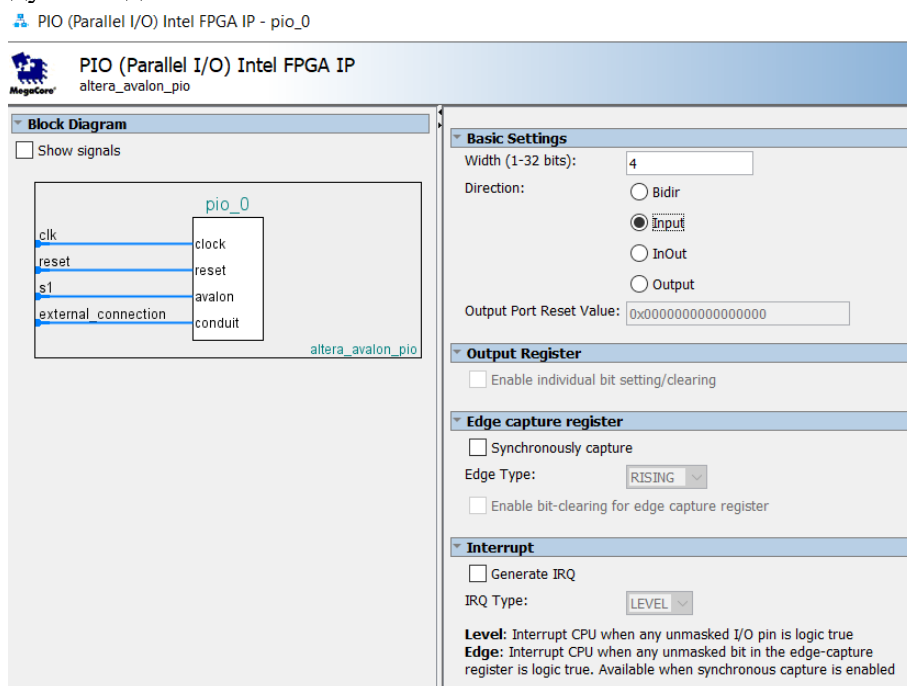 PIO (Parallel I/O) Intel FPGA IP - pio_0
PIO (Parallel I/O) Intel FPGA IP
altera_avalon_pio
MegaCore®
Block Diagram
Show signals
pio_0
clk
clock
reset
reset
s1
avalon
external_connection
conduit
altera_avalon_pio
Basic Settings
Width (1-32 bits):
4
Direction:
Bidir
Input
InOut
Output
Output Port Reset Value:
0x0000000000000000
Output Register
Enable individual bit setting/clearing
Edge capture register
Synchronously capture
Edge Type:
RISING
Enable bit-clearing for edge capture register
Interrupt
Generate IRQ
IRQ Type:
LEVEL
Level: Interrupt CPU when any unmasked I/O pin is logic true
Edge: Interrupt CPU when any unmasked bit in the edge-capture
register is logic true. Available when synchronous capture is enabled